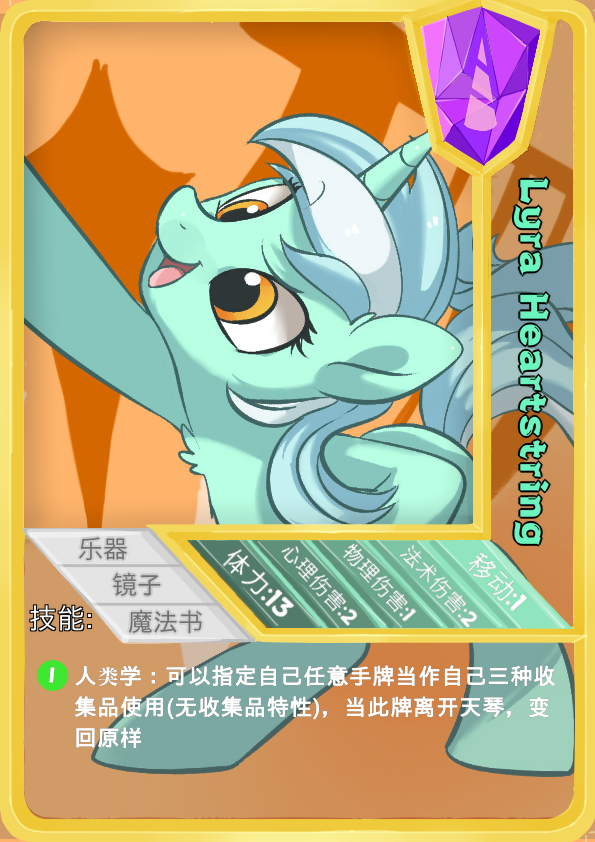 Lyra Heartstring
乐器
镜子
魔法书
体力:13
心理伤害:2
物理伤害:1
法术伤害:2
移动:1
技能:
1 人类学：可以指定自己任意手牌当作自己三种收
集品使用(无收集品特性)，当此牌离开天琴，变
回原样